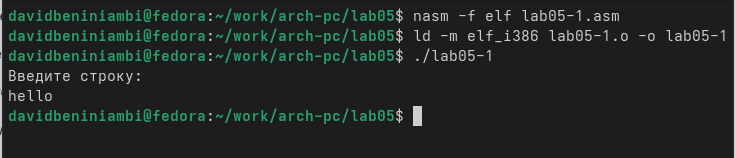 davidbeniniambi@fedora:~/work/arch-pc/lab05$ nasm -f elf lab05-1.asm
davidbeniniambi@fedora:~/work/arch-pc/lab05$ ld -m elf_i386 lab05-1.o -o lab05-1
davidbeniniambi@fedora:~/work/arch-pc/lab05$ ./lab05-1
Введите строку:
hello
davidbeniniambi@fedora:~/work/arch-pc/lab05$